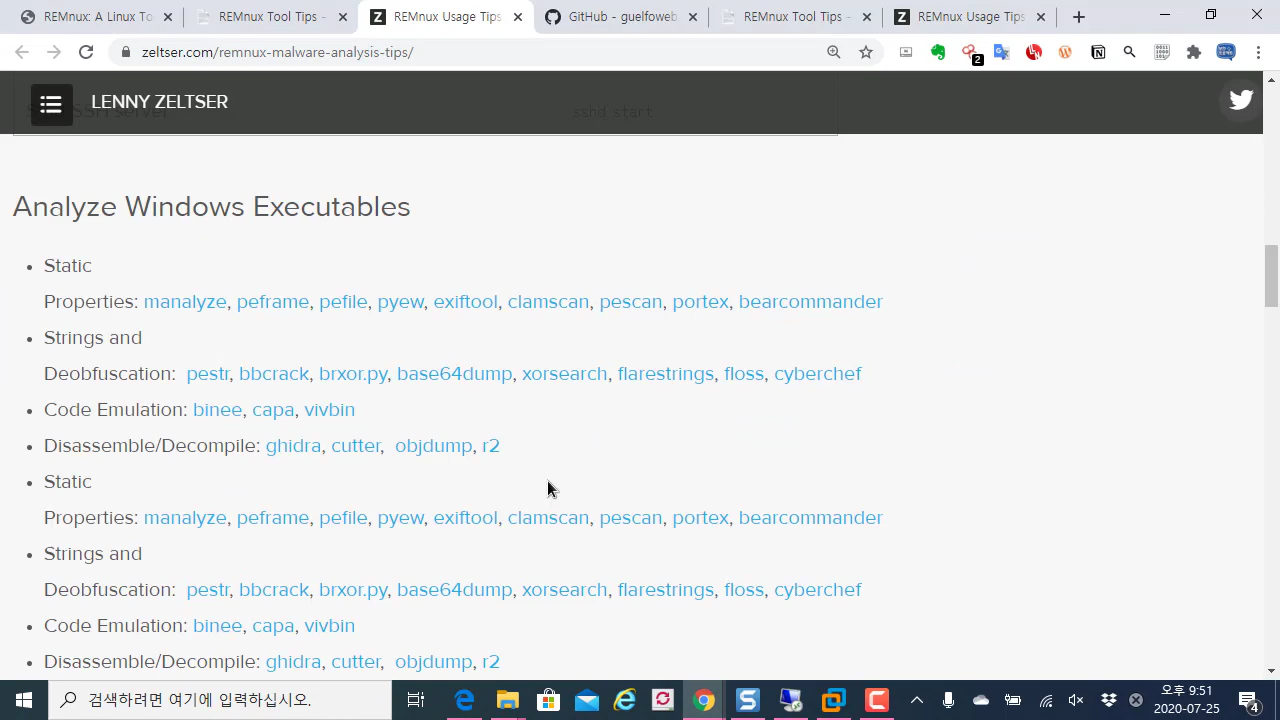 REMnux: A Linux To
REMnux Tool Tips -
REMnux Usage Tips
GitHub - guelfoweb
REMnux Tool Tips -
REMnux Usage Tips
zeltser.com/remnux-malware-analysis-tips/
2
LENNY ZELTSER
SSH server sshd start
Analyze Windows Executables
• Static
Properties: manalyze, peframe, pefile, pyew, exiftool, clamscan, pescan, portex, bearcommander
• Strings and
Deobfuscation: pestr, bbcrack, brxor.py, base64dump, xorsearch, flarestrings, floss, cyberchef
• Code Emulation: binee, capa, vivbin
• Disassemble/Decompile: ghidra, cutter, objdump, r2
• Static
Properties: manalyze, peframe, pefile, pyew, exiftool, clamscan, pescan, portex, bearcommander
• Strings and
Deobfuscation: pestr, bbcrack, brxor.py, base64dump, xorsearch, flarestrings, floss, cyberchef
• Code Emulation: binee, capa, vivbin
• Disassemble/Decompile: ghidra, cutter, objdump, r2
검색하려면 여기에 입력하십시오.
오후 9:51
2020-07-25
4